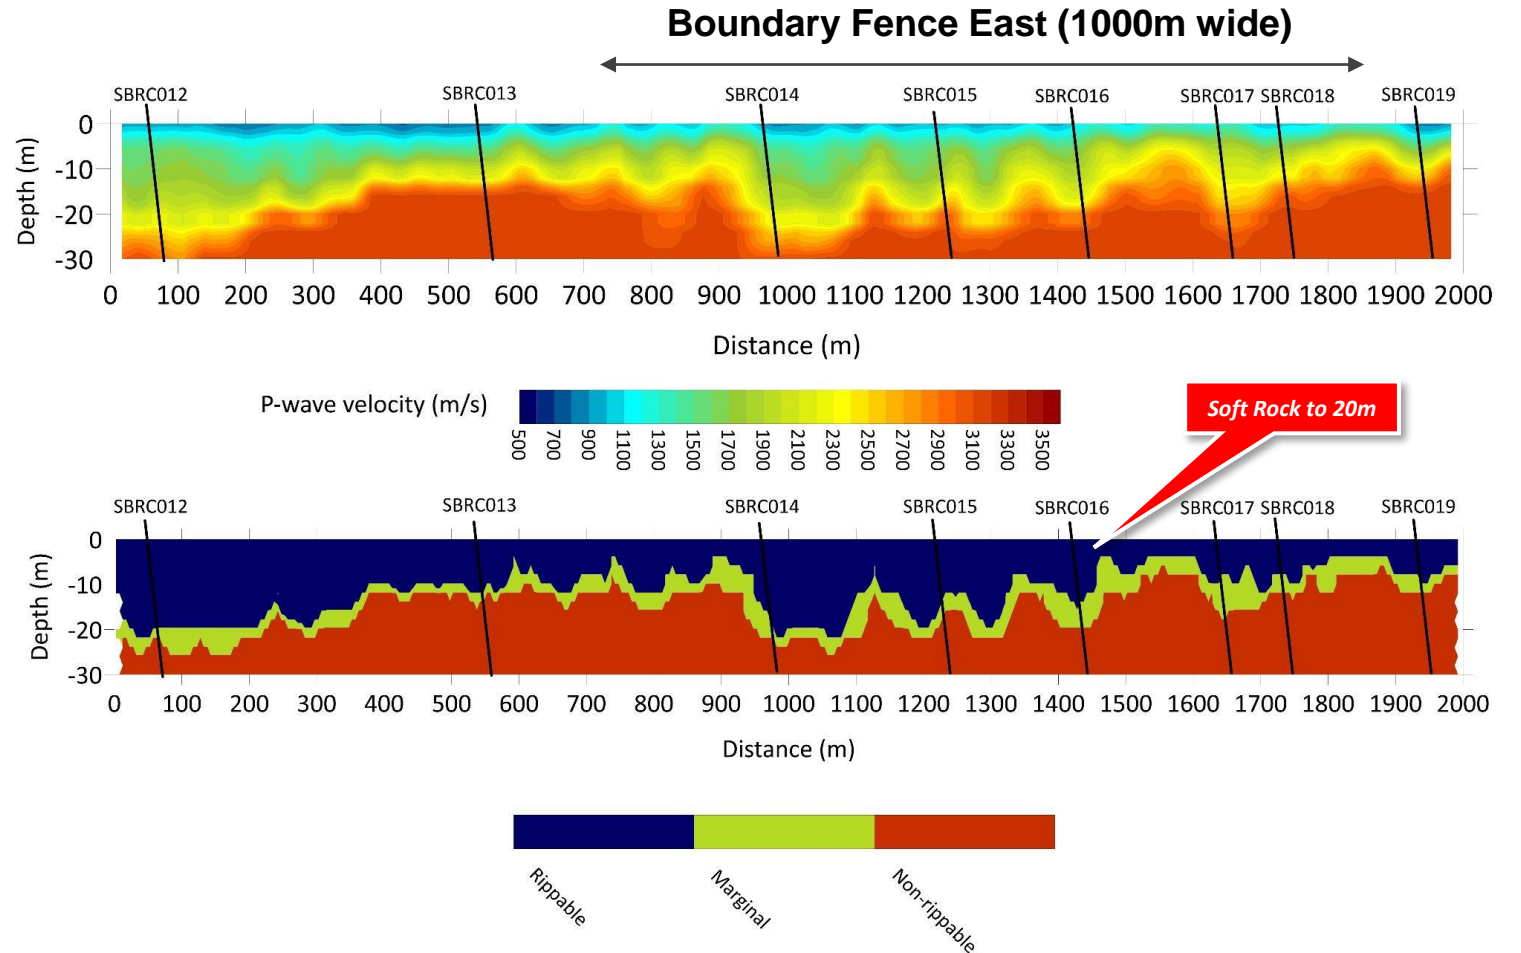 Boundary Fence East (1000m wide)
SBRC012 SBRC013 SBRC014 SBRC015 SBRC016 SBRC017 SBRC018 SBRC019
Depth (m)
0
-10
-20
-30
0 100 200 300 400 500 600 700 800 900 1000 1100 1200 1300 1400 1500 1600 1700 1800 1900 2000
Distance (m)
P-wave velocity (m/s)
500 700 900 1100 1300 1500 1700 1900 2100 2300 2500 2700 2900 3100 3300 3500
Soft Rock to 20m
SBRC012 SBRC013 SBRC014 SBRC015 SBRC016 SBRC017 SBRC018 SBRC019
Depth (m)
0
-10
-20
-30
0 100 200 300 400 500 600 700 800 900 1000 1100 1200 1300 1400 1500 1600 1700 1800 1900 2000
Distance (m)
Rippable Marginal Non-rippable